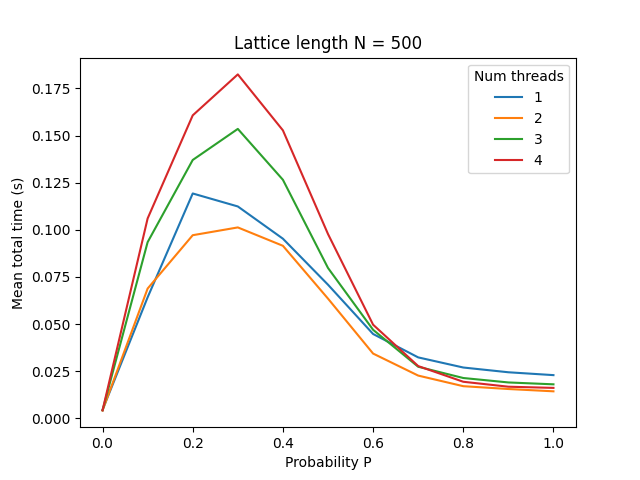 Lattice length N = 500
Mean total time (s)
0.175
0.150
0.125
0.100
0.075
0.050
0.025
0.000
Num threads
1
2
3
4
0.0 0.2 0.4 0.6 0.8 1.0
Probability P